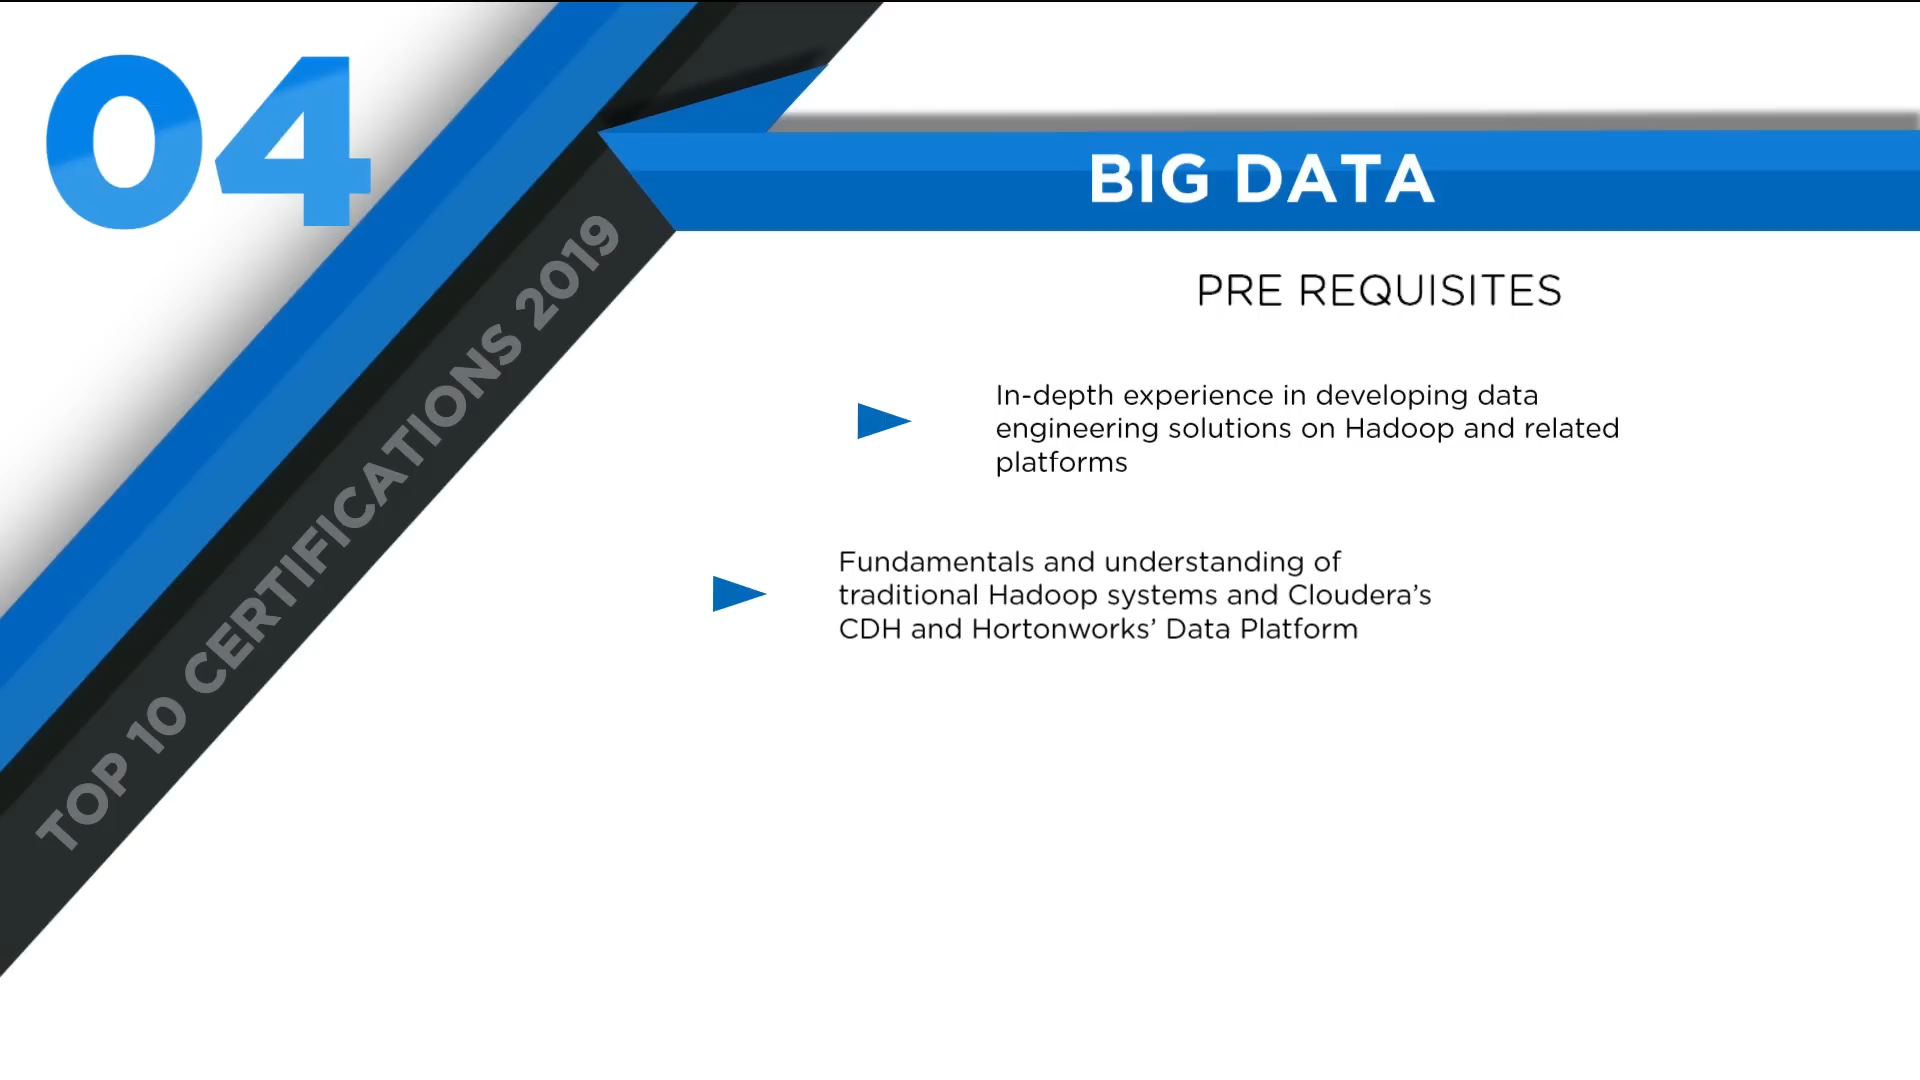 04
BIG DATA
TOP 10 CERTIFICATIONS 2019
PRE REQUISITES
In-depth experience in developing data
engineering solutions on Hadoop and related
platforms
Fundamentals and understanding of
traditional Hadoop systems and Cloudera’s
CDH and Hortonworks’ Data Platform